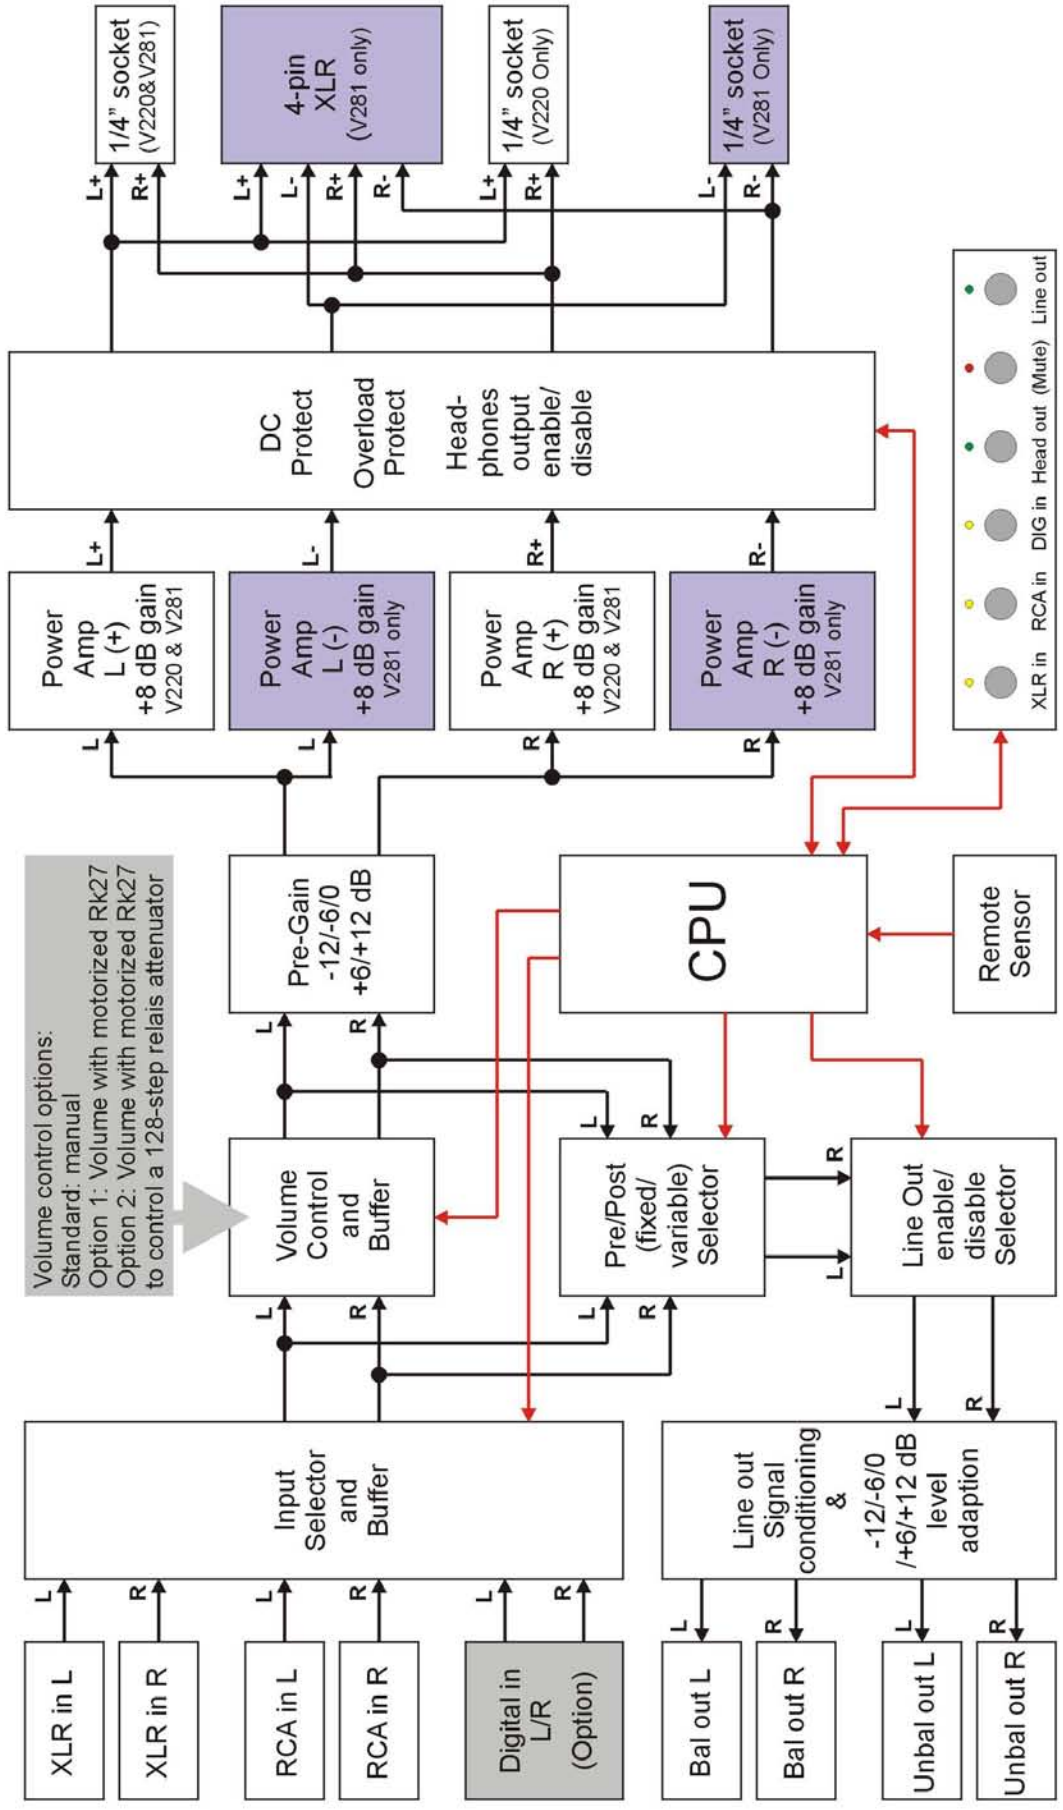 Volume control options:
Standard: manual
Option 1: Volume with motorized Rk27
Option 2: Volume with motorized Rk27
to control a 128-step relais attenuator
XLR in L
L
XLR in R
R
RCA in L
L
RCA in R
R
Digital in
L/R
(Option)
L
R
Input
Selector
and
Buffer
L
R
Volume
Control
and
Buffer
L
R
Pre-Gain
-12/-6/0
+6/+12 dB
L
L
R
R
Power
Amp
L (+)
+8 dB gain
V220 & V281
L+
Power
Amp
L (-)
+8 dB gain
V281 only
L-
Power
Amp
R (+)
+8 dB gain
V220 & V281
R+
Power
Amp
R (-)
+8 dB gain
V281 only
R-
DC
Protect
Overload
Protect
Head-
phones
output
enable/
disable
L+
R+
1/4” socket
(V220&V281)
L+
L-
R+
R-
4-pin
XLR
(V281 only)
L+
R+
1/4” socket
(V220 Only)
L-
R-
1/4” socket
(V281 Only)
L
R
Pre/Post
(fixed/
variable)
Selector
L
R
L
R
Line Out
enable/
disable
Selector
L
R
Line out
Signal
conditioning
&
-12/-6/0
/+6/+12 dB
level
adaption
L
Bal out L
R
Bal out R
L
Unbal out L
R
Unbal out R
CPU
Remote
Sensor
XLR in RCA in DIG in Head out (Mute) Line out